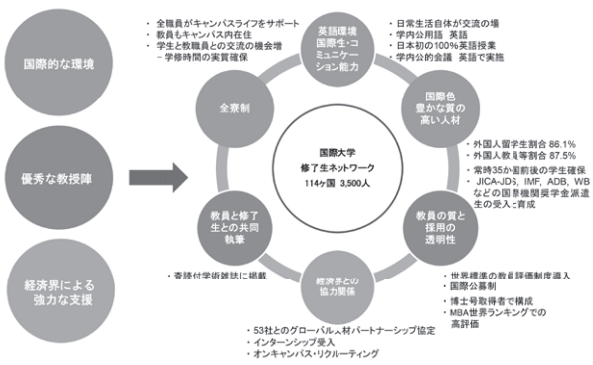 国際的な環境
優秀な教授陣
経済界による
強力な支援
・ 全職員がキャンパスライフをサポート
・ 教員もキャンパス内在住
・ 学生と教職員との交流の機会増
－学修時間の実質確保
英語環境
国際性・コ
ミュニケー
ション能力
・日常生活自体が交流の場
・学内公用語 英語
・日本初の100%英語授業
・学内公的会議 英語で実施
全寮制
国際色
豊かな質の
高い人材
国際大学
修了生ネットワーク
114ヶ国 3,500人
・外国人留学生割合 86.1%
・外国人教員等割合 87.5%
・常時35か国前後の学生確保
・ JICA-JDS, IMF, ADB, WB
などの国際機関奨学金派遣
生の受入と育成
教員と修了
生との共同
執筆
教員の質と
採用の
透明性
・査読付学術雑誌に掲載
経済界との
協力関係
・世界標準の教員評価制度導入
・国際公募制
・博士号取得者で構成
・MBA世界ランキングでの
高評価
・53社とのグローバル人材パートナーシップ協定
・インターンシップ受入
・オンキャンパス・リクルーティング